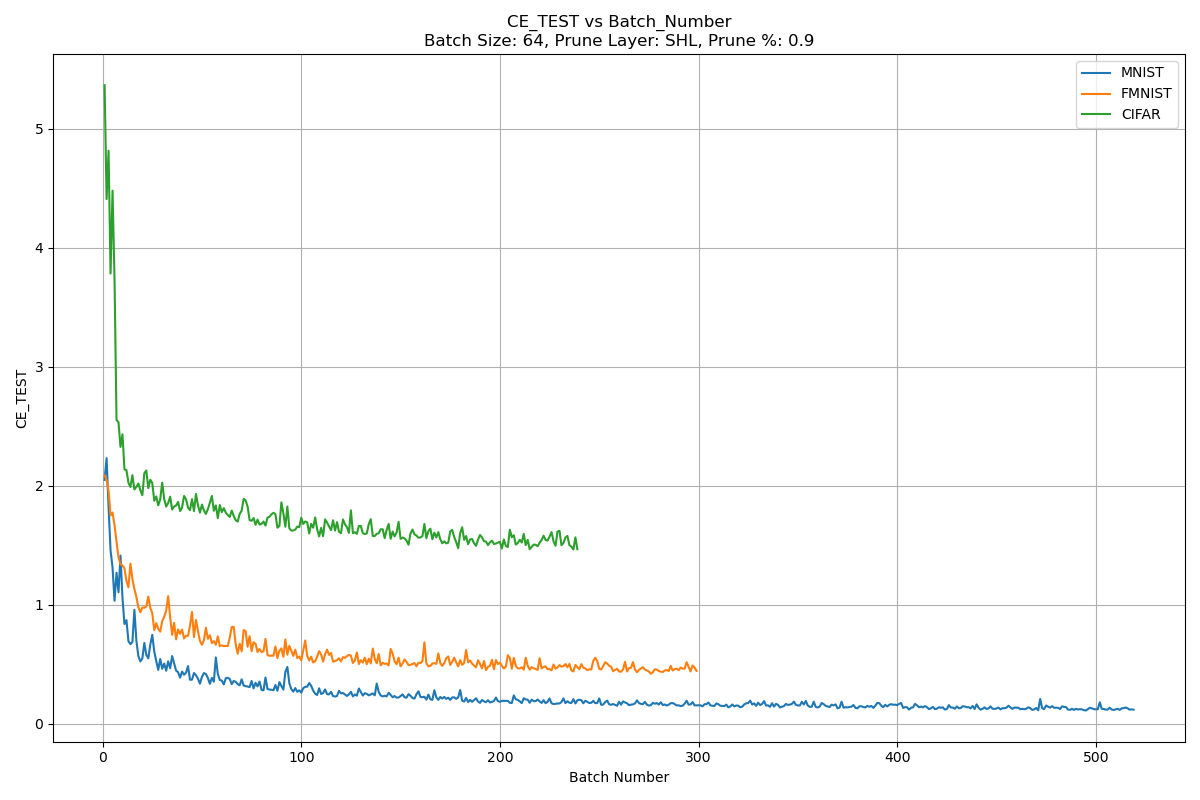 CE_TEST vs Batch_Number
Batch Size: 64, Prune Layer: SHL, Prune %: 0.9
MNIST
FMNIST
CIFAR
CE_TEST
5
4
3
2
1
0
0 100 200 300 400 500
Batch Number